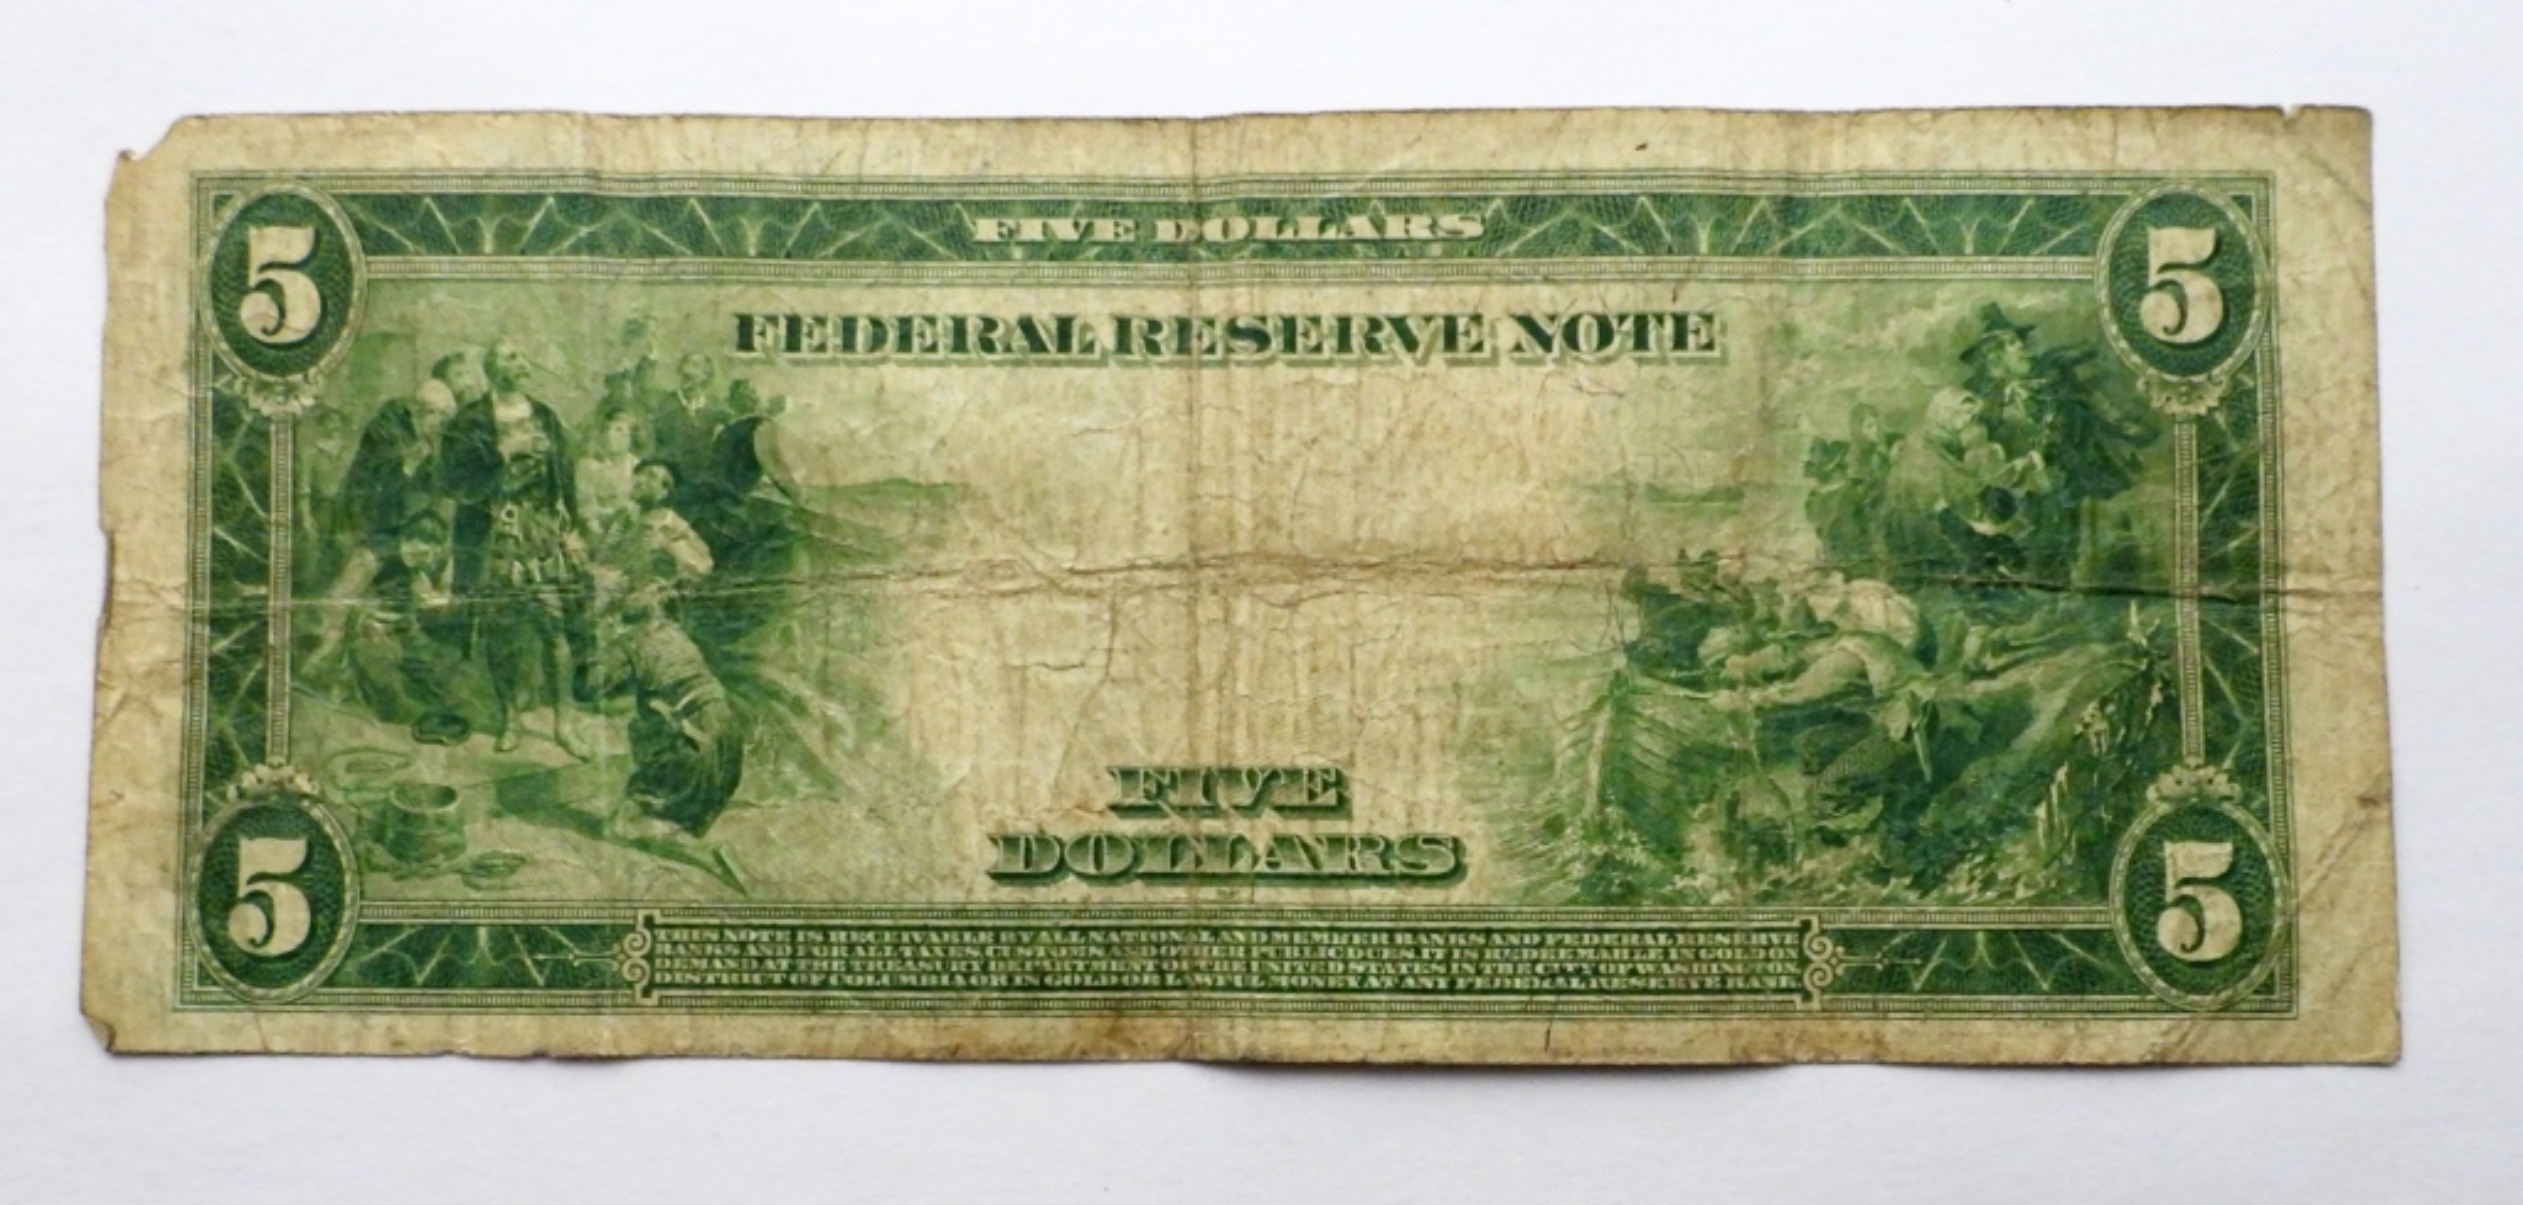 5 FIVE DOLLARS 5
FEDERAL RESERVE NOTE
FIVE
DOLLARS
5 5
THIS NOTE IS RECEIVABLE BY ALL NATIONAL AND MEMBER BANKS AND FEDERAL RESERVE
BANKS AND FOR ALL TAXES, CUSTOMS AND OTHER PUBLIC DUES. IT IS REDEEMABLE IN GOLD ON
DEMAND AT THE TREASURY DEPARTMENT OF THE UNITED STATES IN THE CITY OF WASHINGTON,
DISTRICT OF COLUMBIA OR IN GOLD OR LAWFUL MONEY AT ANY FEDERAL RESERVE BANK.